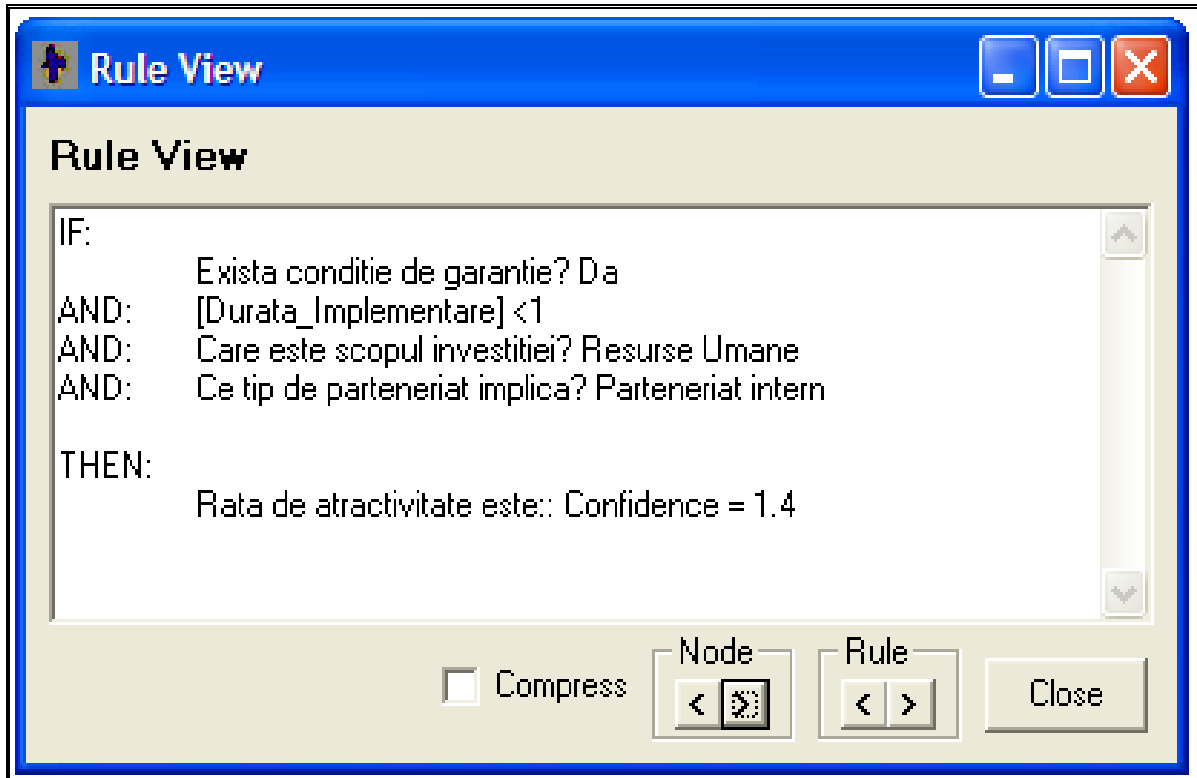 Rule View
Rule View
IF:
Exista conditie de garantie? Da
AND: [Durata_Implementare] <1
AND: Care este scopul investitiei? Resurse Umane
AND: Ce tip de parteneriat implica? Parteneriat intern
THEN:
Rata de atractivitate este:: Confidence = 1.4
Compress
Node
< >
Rule
< >
Close